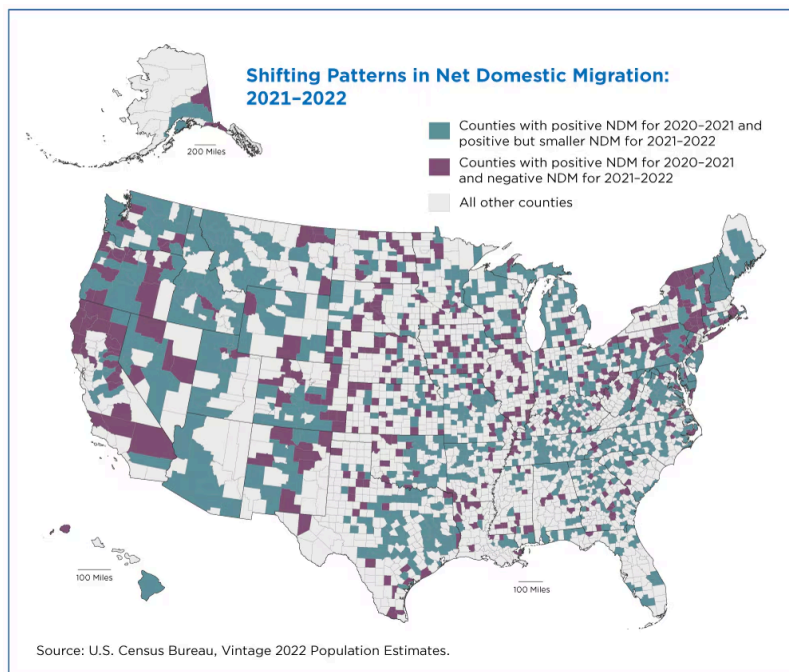 Shifting Patterns in Net Domestic Migration:
2021–2022
Counties with positive NDM for 2020–2021 and
positive but smaller NDM for 2021–2022
Counties with positive NDM for 2020–2021
and negative NDM for 2021–2022
All other counties
200 Miles
100 Miles
100 Miles
Source: U.S. Census Bureau, Vintage 2022 Population Estimates.